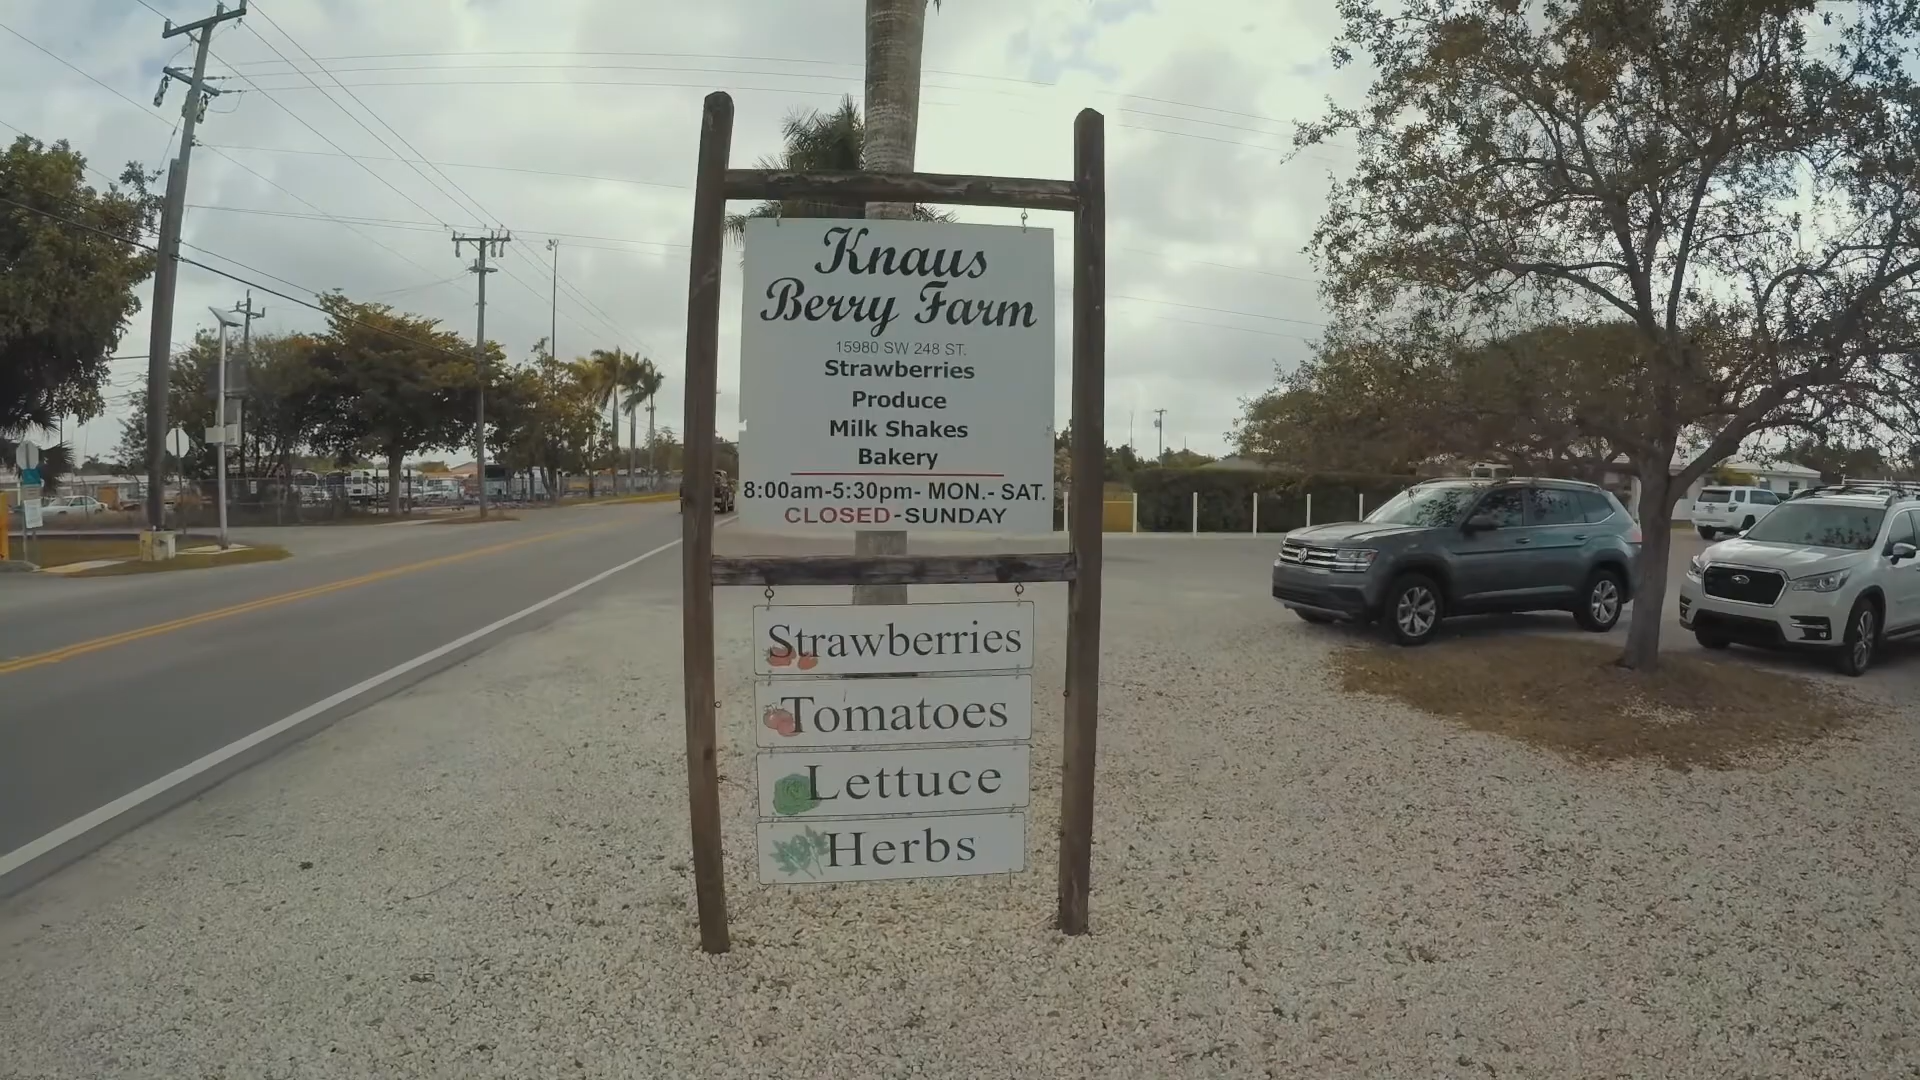 Knaus
Berry Farm
15980 SW 248 ST.
Strawberries
Produce
Milk Shakes
Bakery
8:00am-5:30pm- MON.- SAT.
CLOSED-SUNDAY
Strawberries
Tomatoes
Lettuce
Herbs